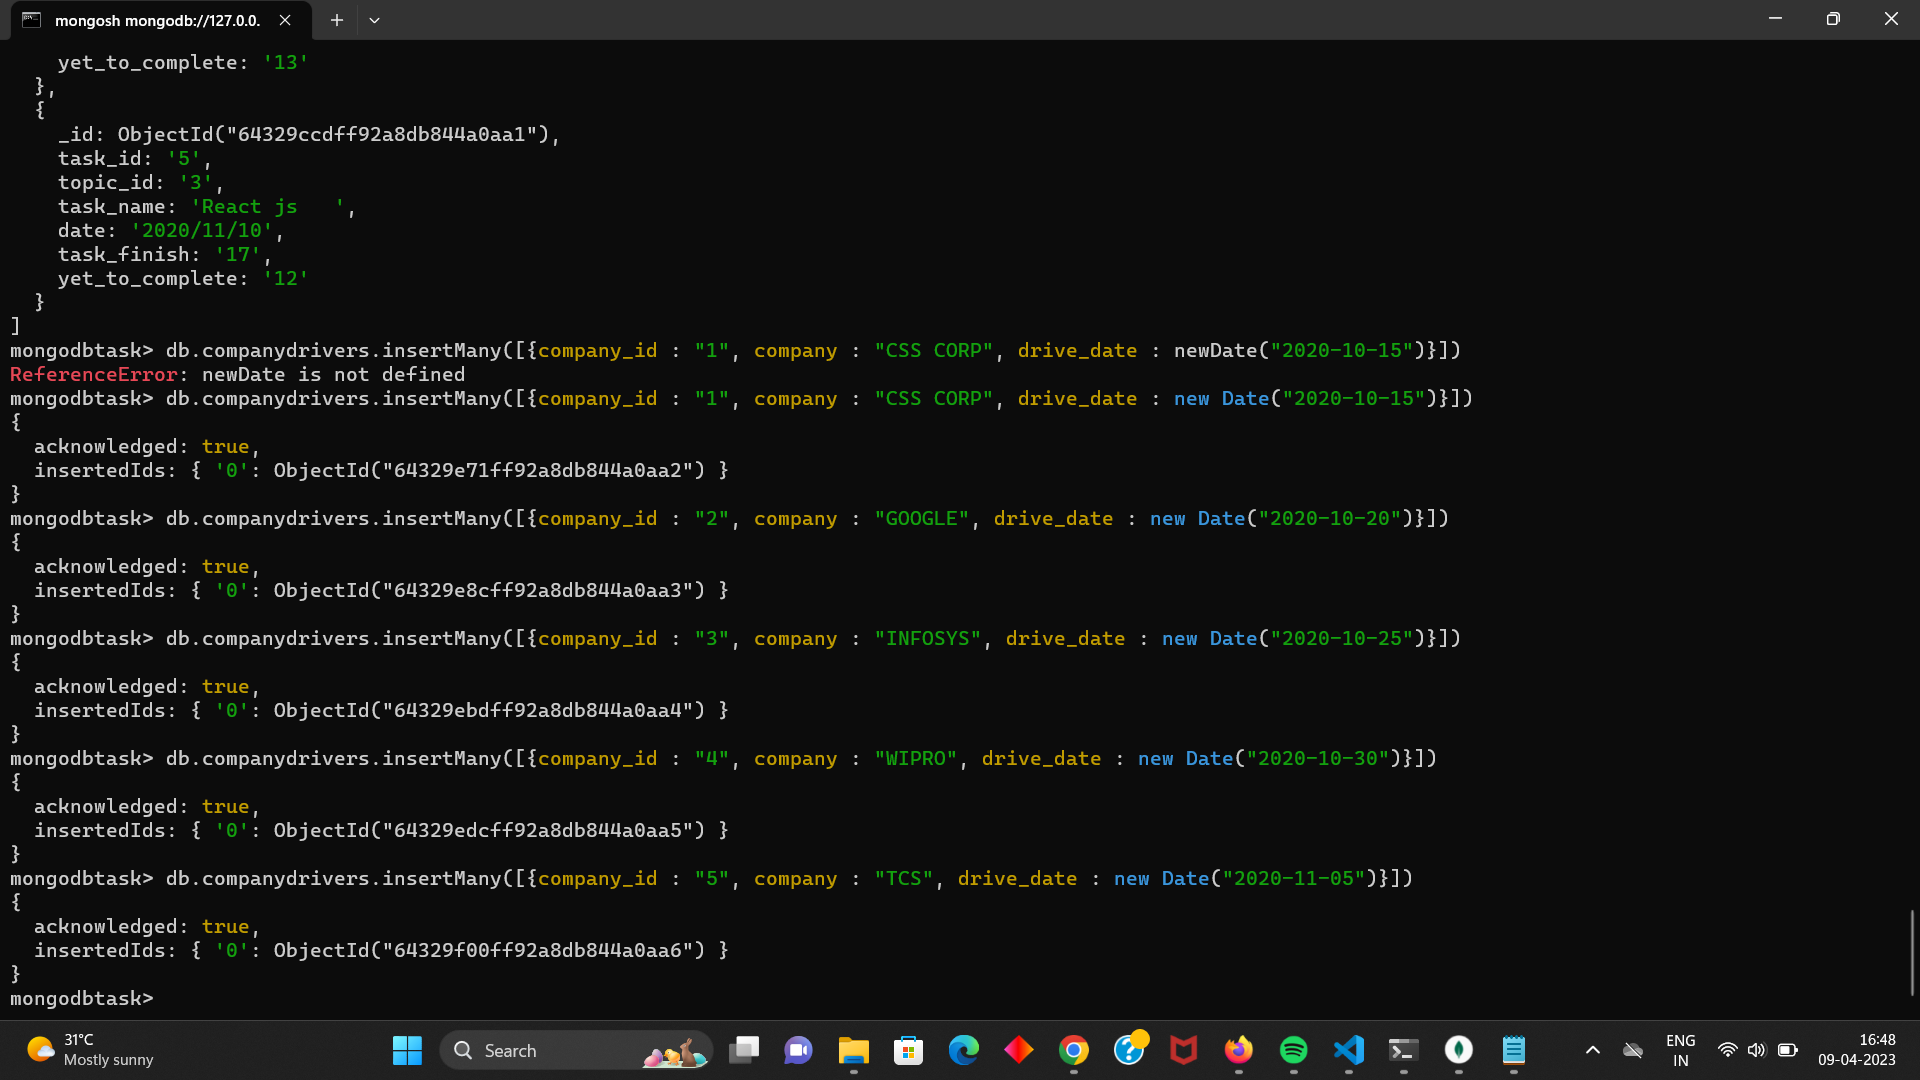 mongosh mongodb://127.0.0.
yet_to_complete: '13'
},
{
_id: ObjectId("64329ccdff92a8db844a0aa1"),
task_id: '5',
topic_id: '3',
task_name: 'React js   ',
date: '2020/11/10',
task_finish: '17',
yet_to_complete: '12'
}
]
mongodbtask> db.companydrivers.insertMany([{company_id : "1", company : "CSS CORP", drive_date : newDate("2020-10-15")}])
ReferenceError: newDate is not defined
mongodbtask> db.companydrivers.insertMany([{company_id : "1", company : "CSS CORP", drive_date : new Date("2020-10-15")}])
{
acknowledged: true,
insertedIds: { '0': ObjectId("64329e71ff92a8db844a0aa2") }
}
mongodbtask> db.companydrivers.insertMany([{company_id : "2", company : "GOOGLE", drive_date : new Date("2020-10-20")}])
{
acknowledged: true,
insertedIds: { '0': ObjectId("64329e8cff92a8db844a0aa3") }
}
mongodbtask> db.companydrivers.insertMany([{company_id : "3", company : "INFOSYS", drive_date : new Date("2020-10-25")}])
{
acknowledged: true,
insertedIds: { '0': ObjectId("64329ebdff92a8db844a0aa4") }
}
mongodbtask> db.companydrivers.insertMany([{company_id : "4", company : "WIPRO", drive_date : new Date("2020-10-30")}])
{
acknowledged: true,
insertedIds: { '0': ObjectId("64329edcff92a8db844a0aa5") }
}
mongodbtask> db.companydrivers.insertMany([{company_id : "5", company : "TCS", drive_date : new Date("2020-11-05")}])
{
acknowledged: true,
insertedIds: { '0': ObjectId("64329f00ff92a8db844a0aa6") }
}
mongodbtask>
31°C
Mostly sunny
Search
ENG
IN
16:48
09-04-2023